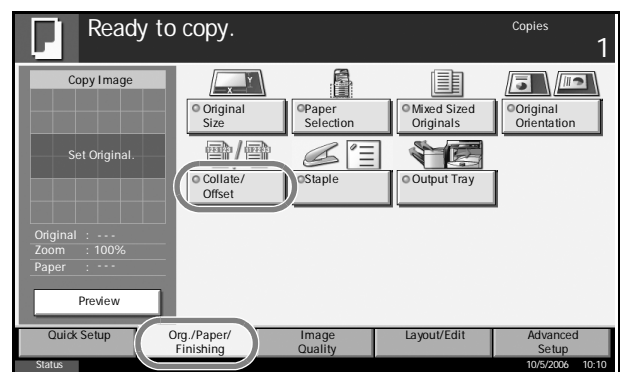 Ready to copy.
Copies
1
Copy Image
Set Original.
Original : ---
Zoom : 100%
Paper : ---
Preview
Original
Size
Paper
Selection
Mixed Sized
Originals
Original
Orientation
Collate/
Offset
Staple
Output Tray
Quick Setup
Org./Paper/
Finishing
Image
Quality
Layout/Edit
Advanced
Setup
Status
10/5/2006 10:10